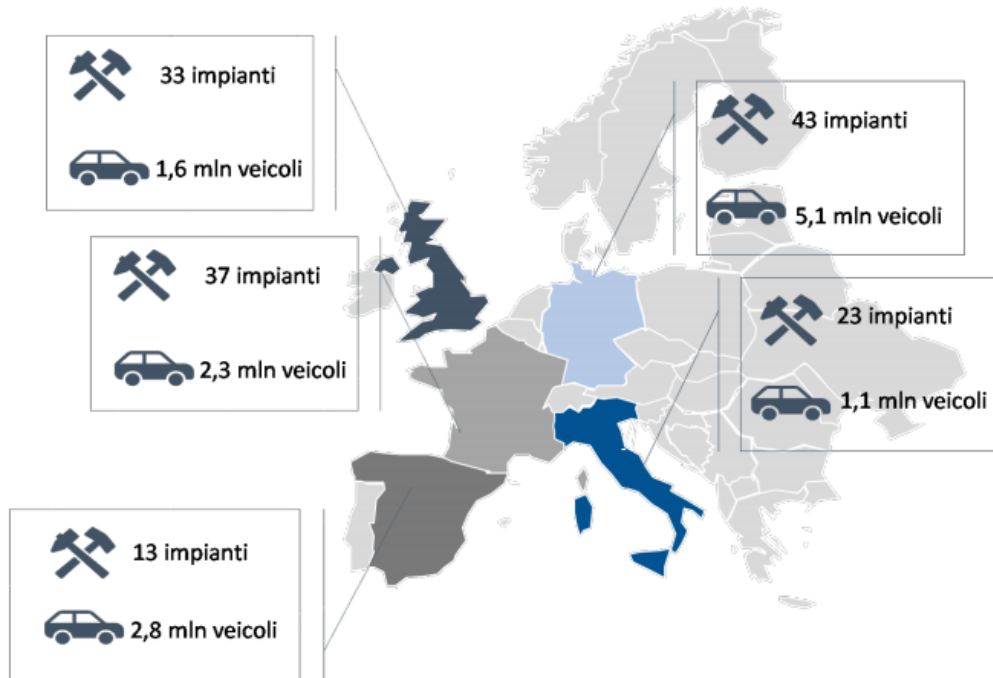 33 impianti
1,6 mln veicoli
43 impianti
5,1 mln veicoli
37 impianti
2,3 mln veicoli
23 impianti
1,1 mln veicoli
13 impianti
2,8 mln veicoli